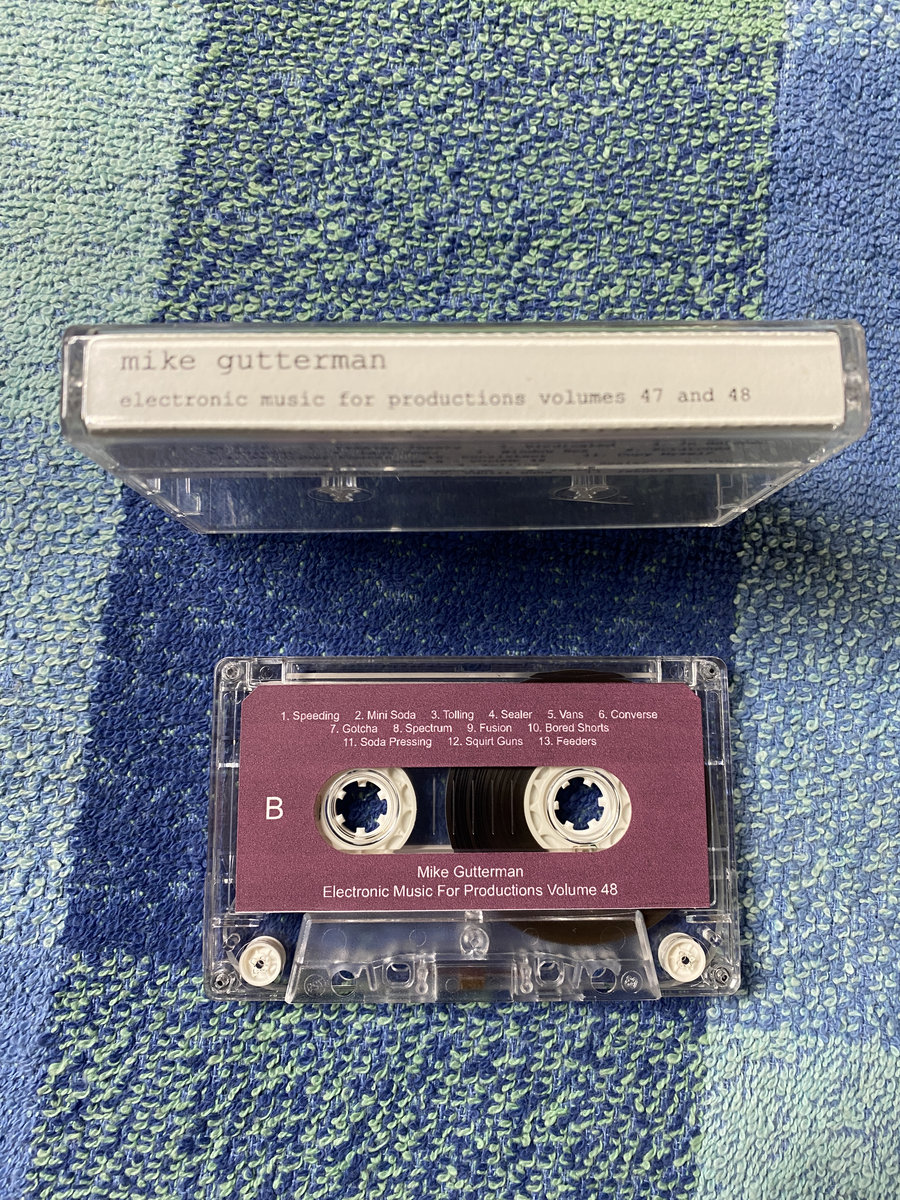 mike gutterman
electronic music for productions volumes 47 and 48
1. Speeding 2. Mini Soda 3. Tolling 4. Sealer 5. Vans 6. Converse
7. Gotcha 8. Spectrum 9. Fusion 10. Bored Shorts
11. Soda Pressing 12. Squirt Guns 13. Feeders
B
Mike Gutterman
Electronic Music For Productions Volume 48